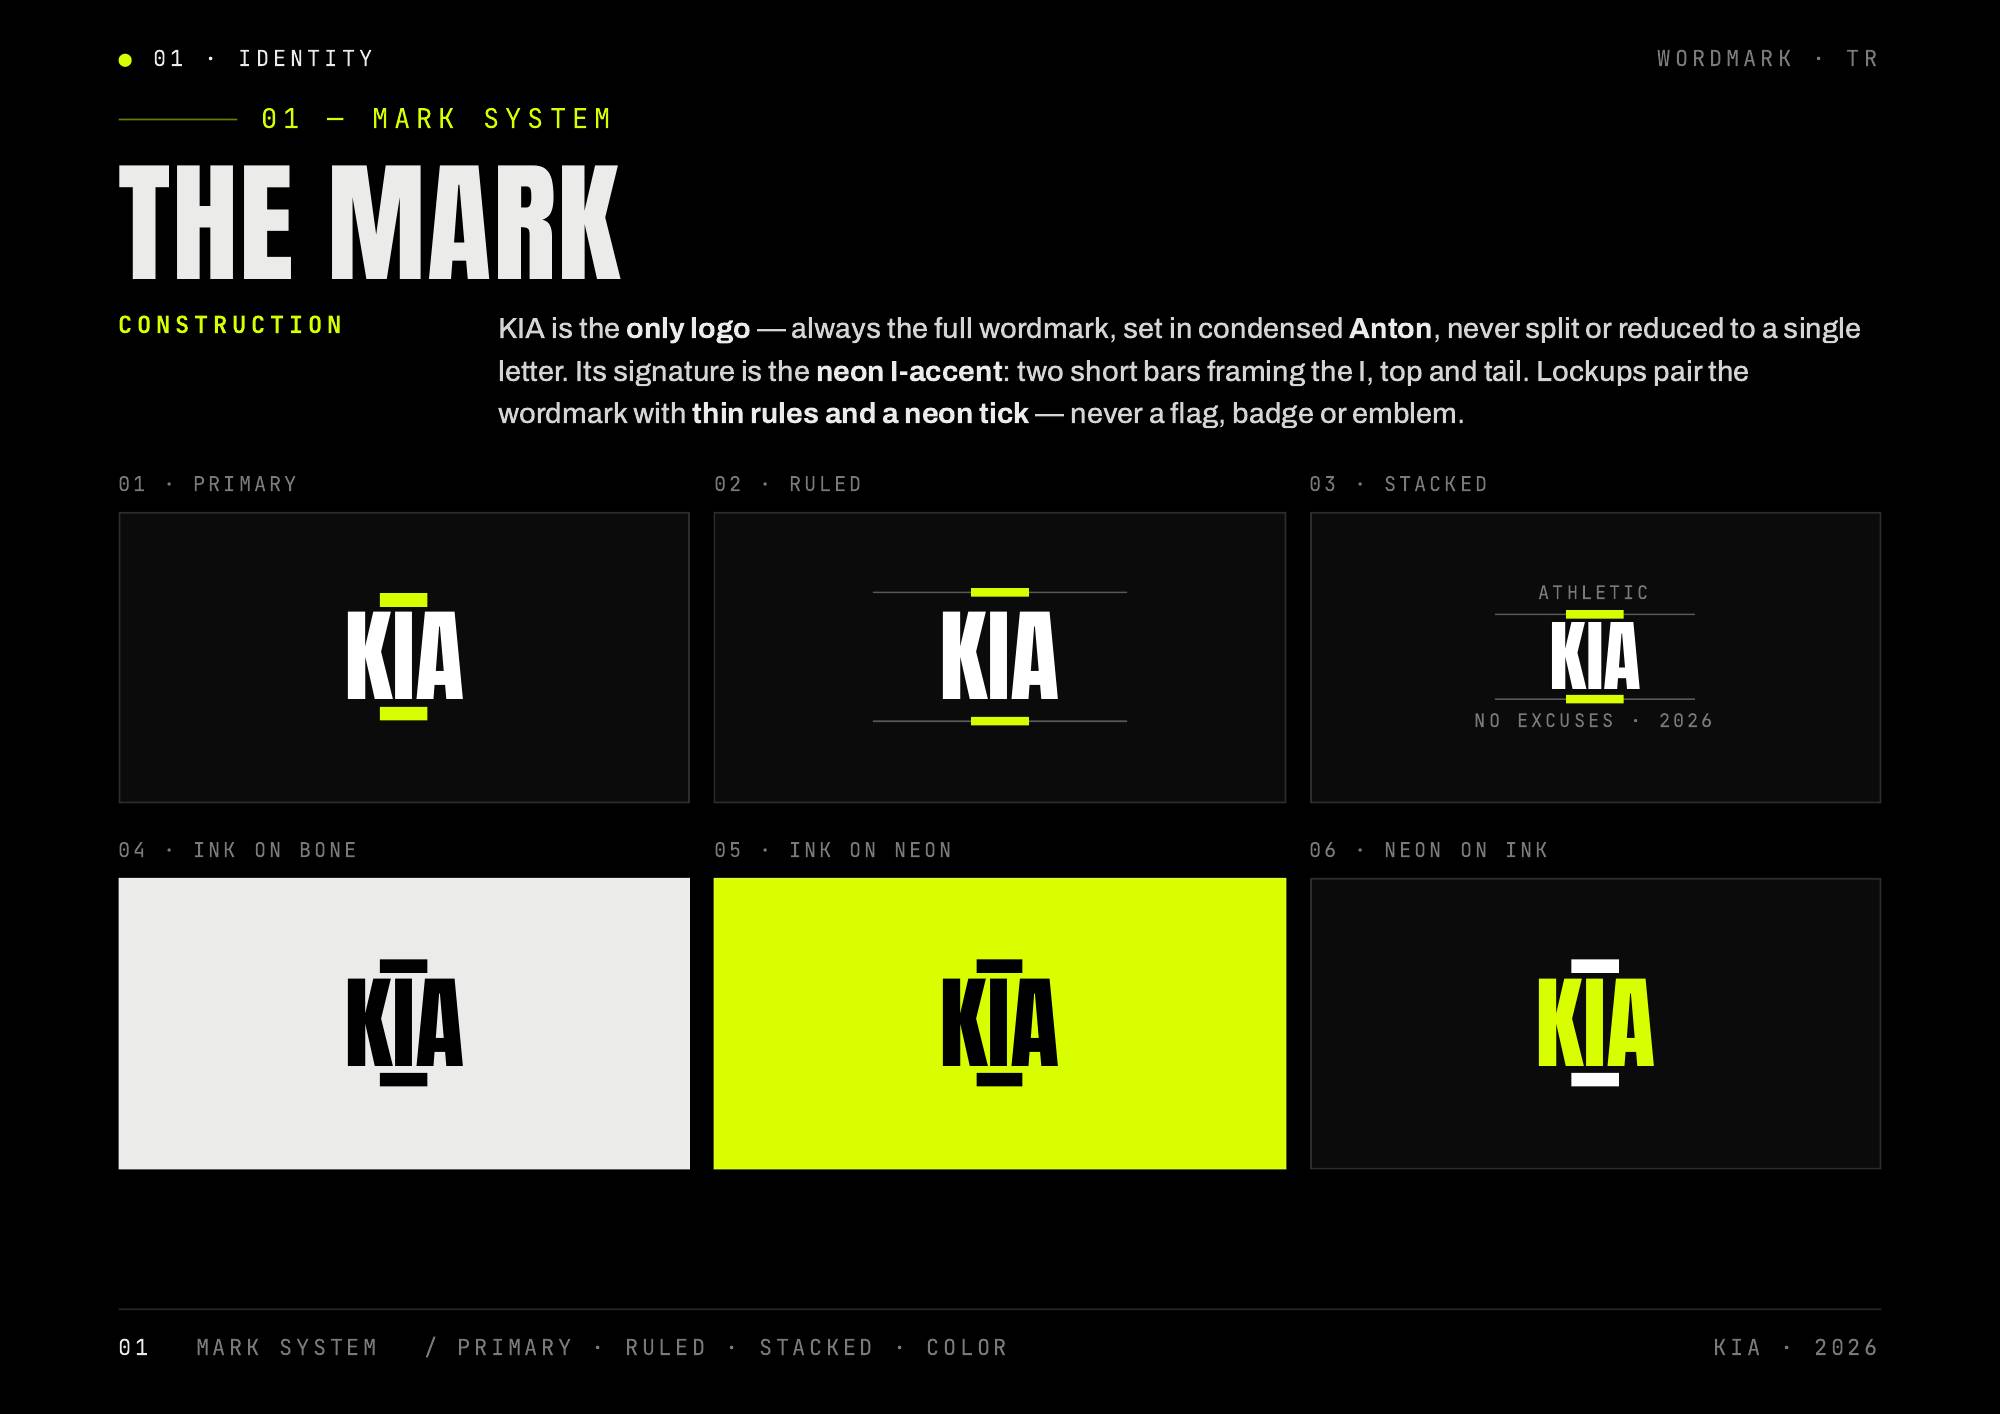 01 · IDENTITY
WORDMARK · TR
01 — MARK SYSTEM
THE MARK
CONSTRUCTION
KIA is the only logo — always the full wordmark, set in condensed Anton, never split or reduced to a single
letter. Its signature is the neon I-accent: two short bars framing the I, top and tail. Lockups pair the
wordmark with thin rules and a neon tick — never a flag, badge or emblem.
01 · PRIMARY
KIA
02 · RULED
KIA
03 · STACKED
ATHLETIC
KIA
NO EXCUSES · 2026
04 · INK ON BONE
KIA
05 · INK ON NEON
KIA
06 · NEON ON INK
KIA
01 MARK SYSTEM / PRIMARY · RULED · STACKED · COLOR
KIA · 2026